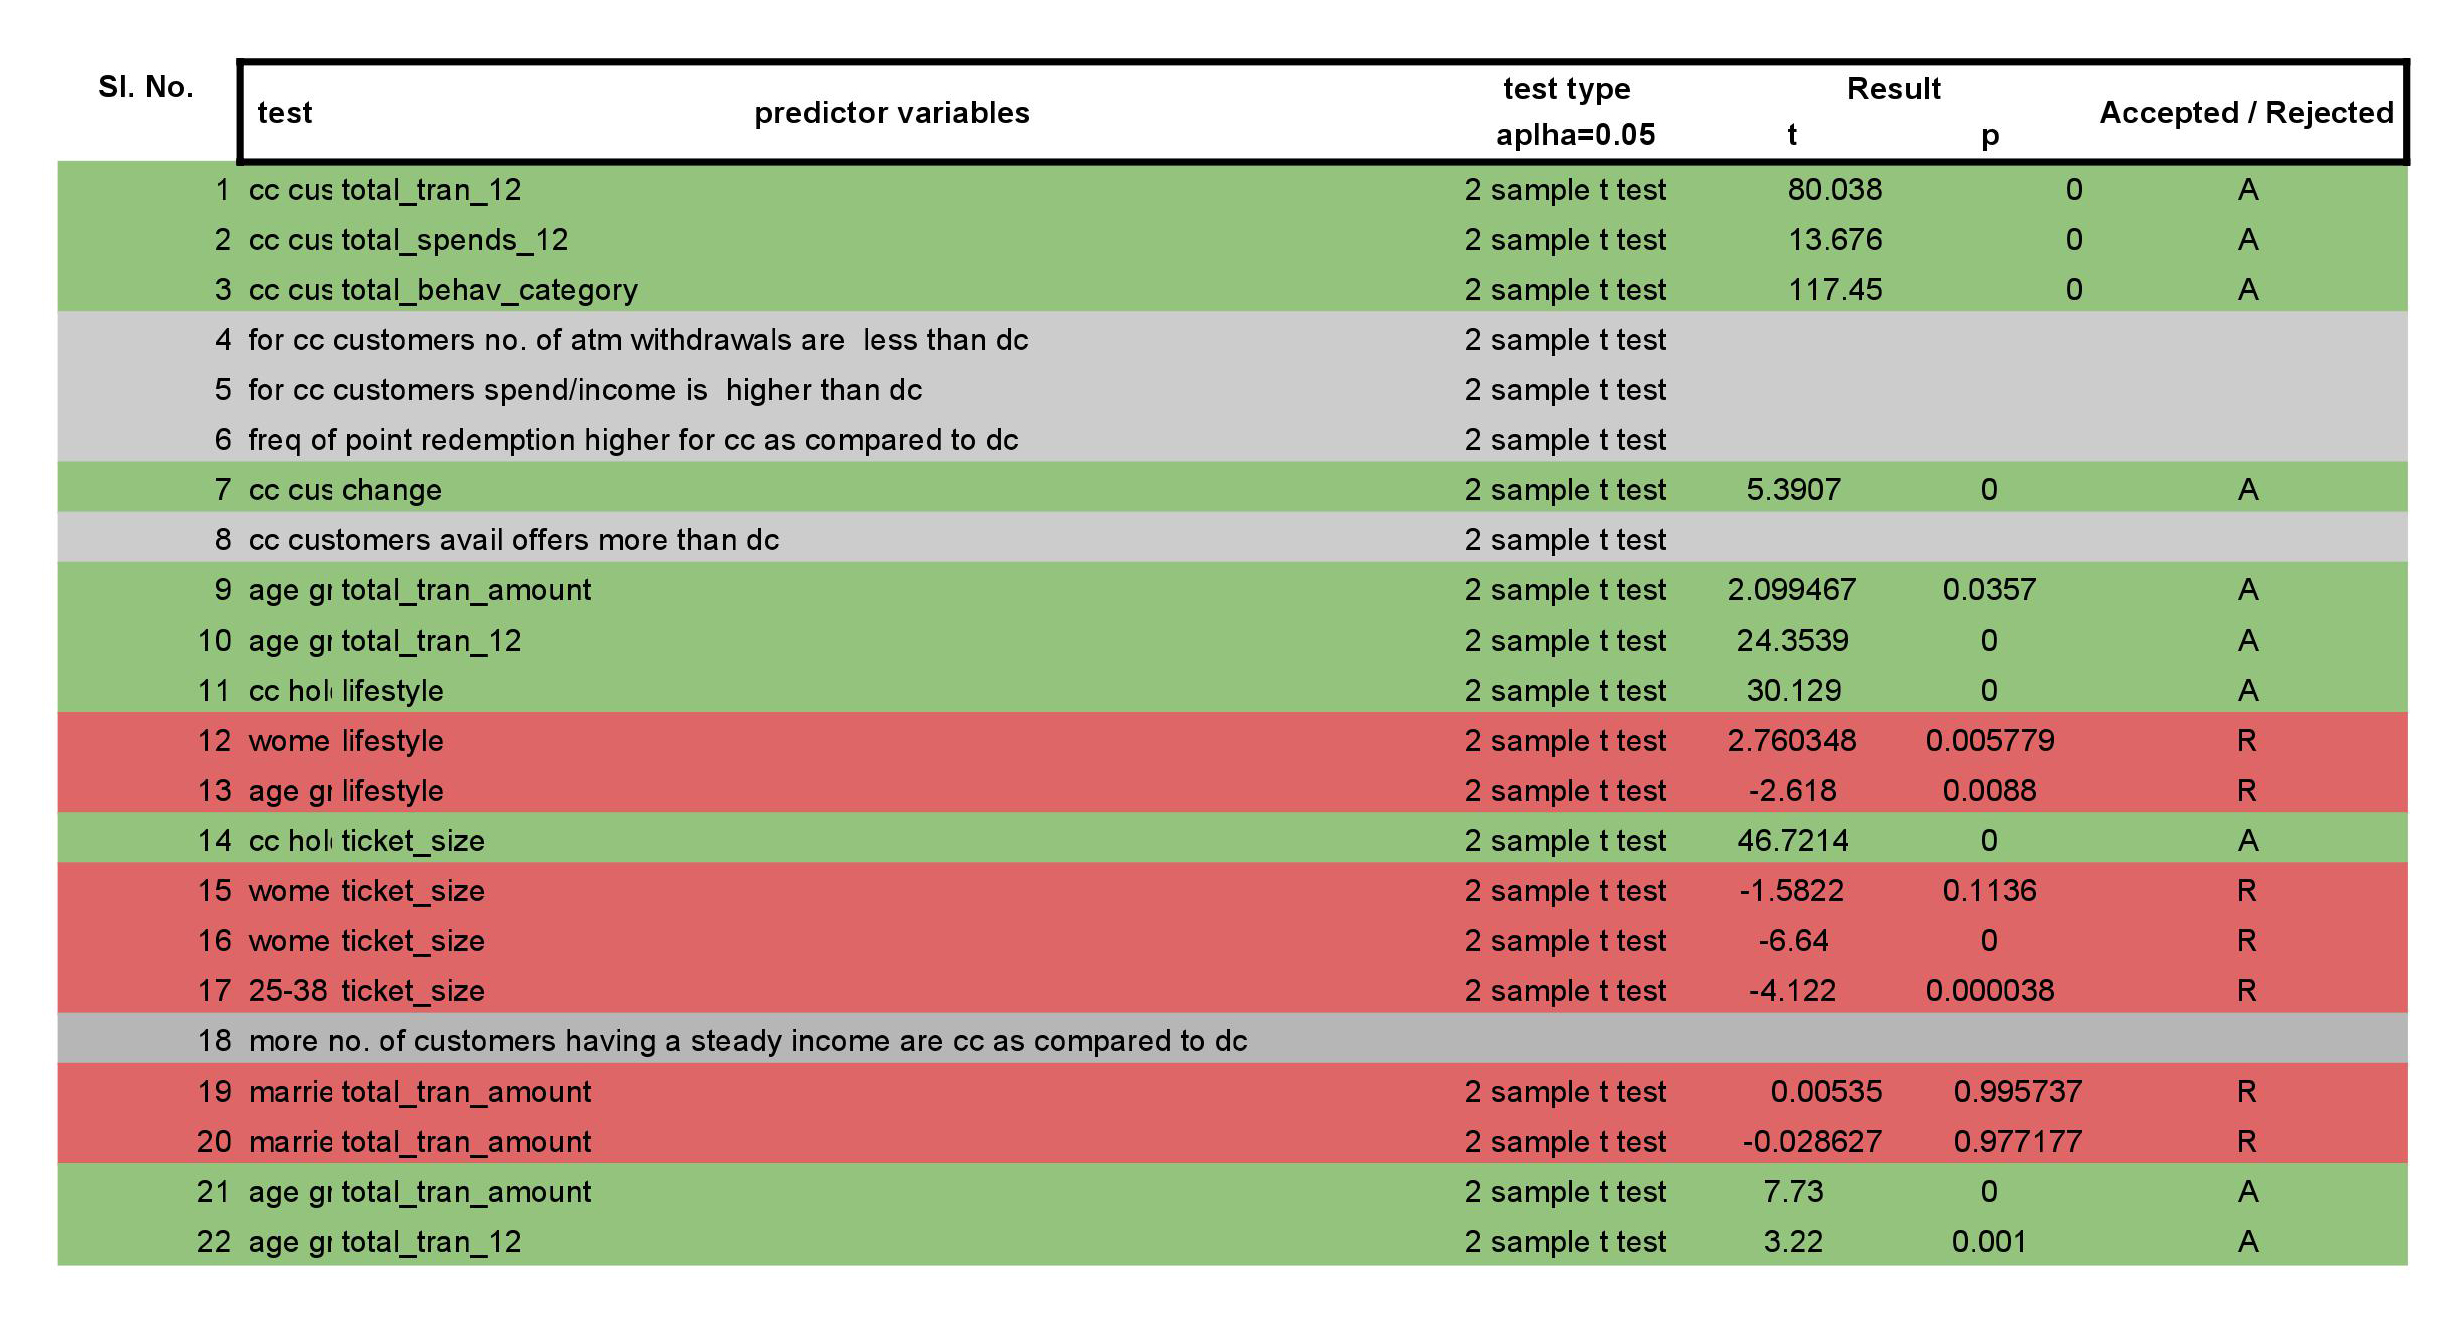 Sl. No. test predictor variables test type aplha=0.05 Result t p Accepted / Rejected
1 cc cus total_tran_12 2 sample t test 80.038 0 A
2 cc cus total_spends_12 2 sample t test 13.676 0 A
3 cc cus total_behav_category 2 sample t test 117.45 0 A
4 for cc customers no. of atm withdrawals are less than dc 2 sample t test
5 for cc customers spend/income is higher than dc 2 sample t test
6 freq of point redemption higher for cc as compared to dc 2 sample t test
7 cc cus change 2 sample t test 5.3907 0 A
8 cc customers avail offers more than dc 2 sample t test
9 age gr total_tran_amount 2 sample t test 2.099467 0.0357 A
10 age gr total_tran_12 2 sample t test 24.3539 0 A
11 cc hol lifestyle 2 sample t test 30.129 0 A
12 wome lifestyle 2 sample t test 2.760348 0.005779 R
13 age gr lifestyle 2 sample t test -2.618 0.0088 R
14 cc hol ticket_size 2 sample t test 46.7214 0 A
15 wome ticket_size 2 sample t test -1.5822 0.1136 R
16 wome ticket_size 2 sample t test -6.64 0 R
17 25-38 ticket_size 2 sample t test -4.122 0.000038 R
18 more no. of customers having a steady income are cc as compared to dc
19 marrie total_tran_amount 2 sample t test 0.00535 0.995737 R
20 marrie total_tran_amount 2 sample t test -0.028627 0.977177 R
21 age gr total_tran_amount 2 sample t test 7.73 0 A
22 age gr total_tran_12 2 sample t test 3.22 0.001 A